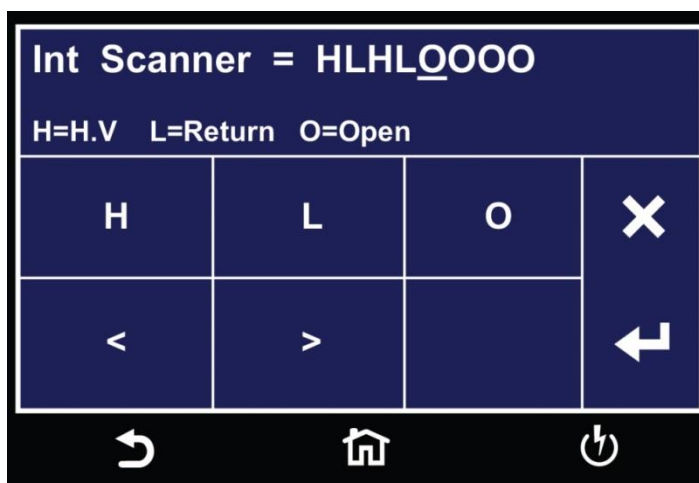 Int Scanner = HLHLOOOO
H=H.V L=Return O=Open
H L O
< >